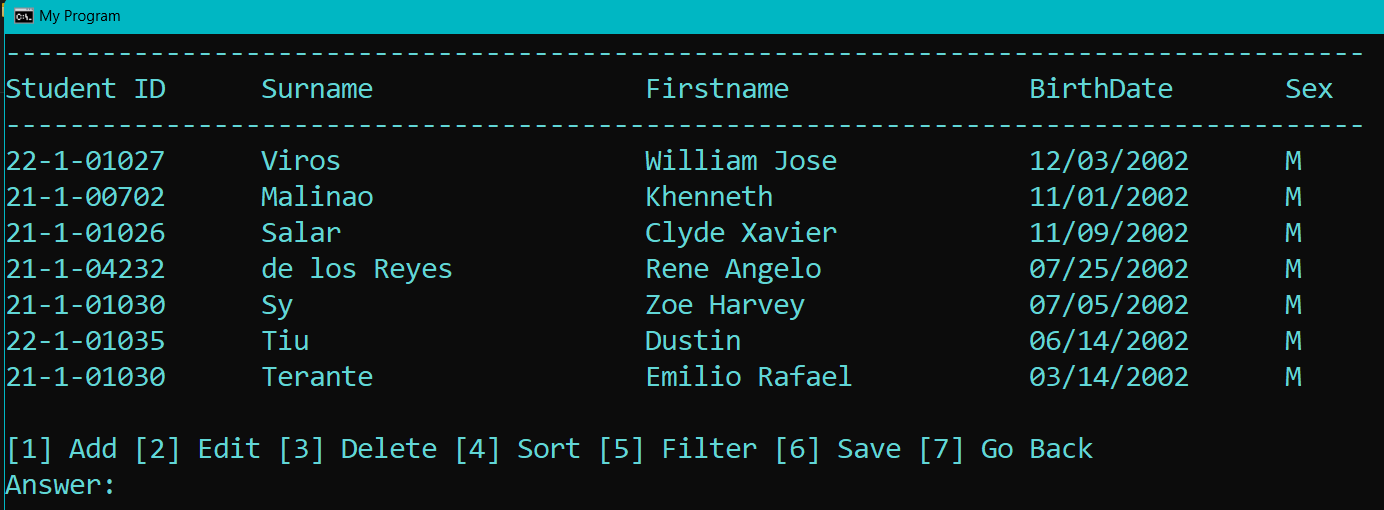 My Program
-------------------------------------------------------------------------------------
Student ID      Surname                 Firstname               BirthDate       Sex
-------------------------------------------------------------------------------------
22-1-01027      Viros                   William Jose            12/03/2002      M
21-1-00702      Malinao                 Khenneth                11/01/2002      M
21-1-01026      Salar                   Clyde Xavier            11/09/2002      M
21-1-04232      de los Reyes            Rene Angelo             07/25/2002      M
21-1-01030      Sy                      Zoe Harvey              07/05/2002      M
22-1-01035      Tiu                     Dustin                  06/14/2002      M
21-1-01030      Terante                 Emilio Rafael           03/14/2002      M
[1] Add [2] Edit [3] Delete [4] Sort [5] Filter [6] Save [7] Go Back
Answer: